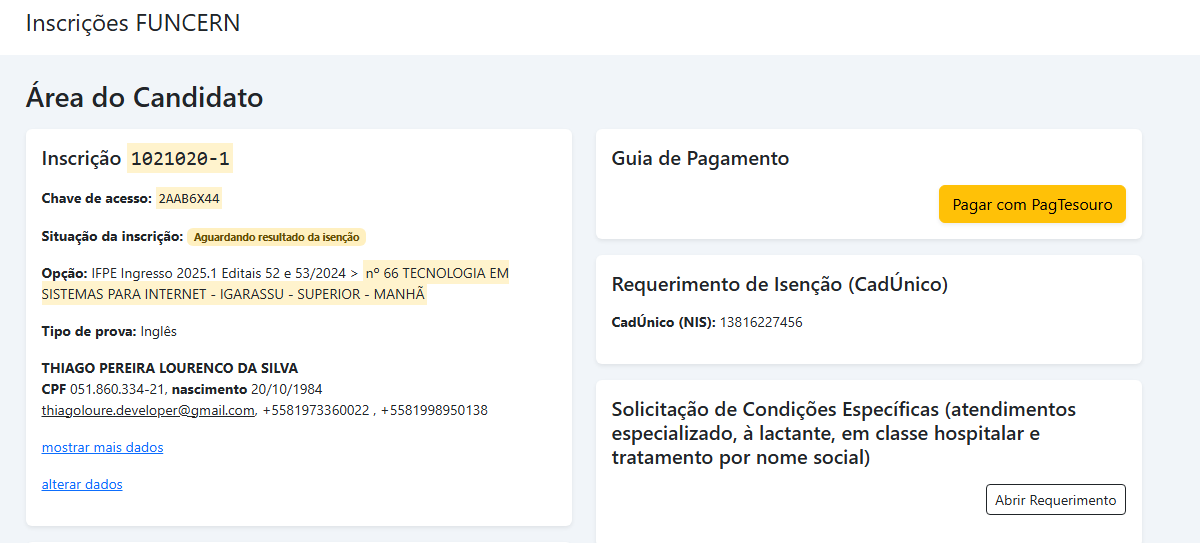 Inscrições FUNCERN
Área do Candidato
Inscrição 1021020-1
Chave de acesso: 2AAB6X44
Situação da inscrição: Aguardando resultado da isenção
Opção: IFPE Ingresso 2025.1 Editais 52 e 53/2024 > nº 66 TECNOLOGIA EM
SISTEMAS PARA INTERNET - IGARASSU - SUPERIOR - MANHÃ
Tipo de prova: Inglês
THIAGO PEREIRA LOURENCO DA SILVA
CPF 051.860.334-21, nascimento 20/10/1984
thiagoloure.developer@gmail.com, +5581973360022 , +5581998950138
mostrar mais dados
alterar dados
Guia de Pagamento
Pagar com PagTesouro
Requerimento de Isenção (CadÚnico)
CadÚnico (NIS): 13816227456
Solicitação de Condições Específicas (atendimentos
especializado, à lactante, em classe hospitalar e
tratamento por nome social)
Abrir Requerimento